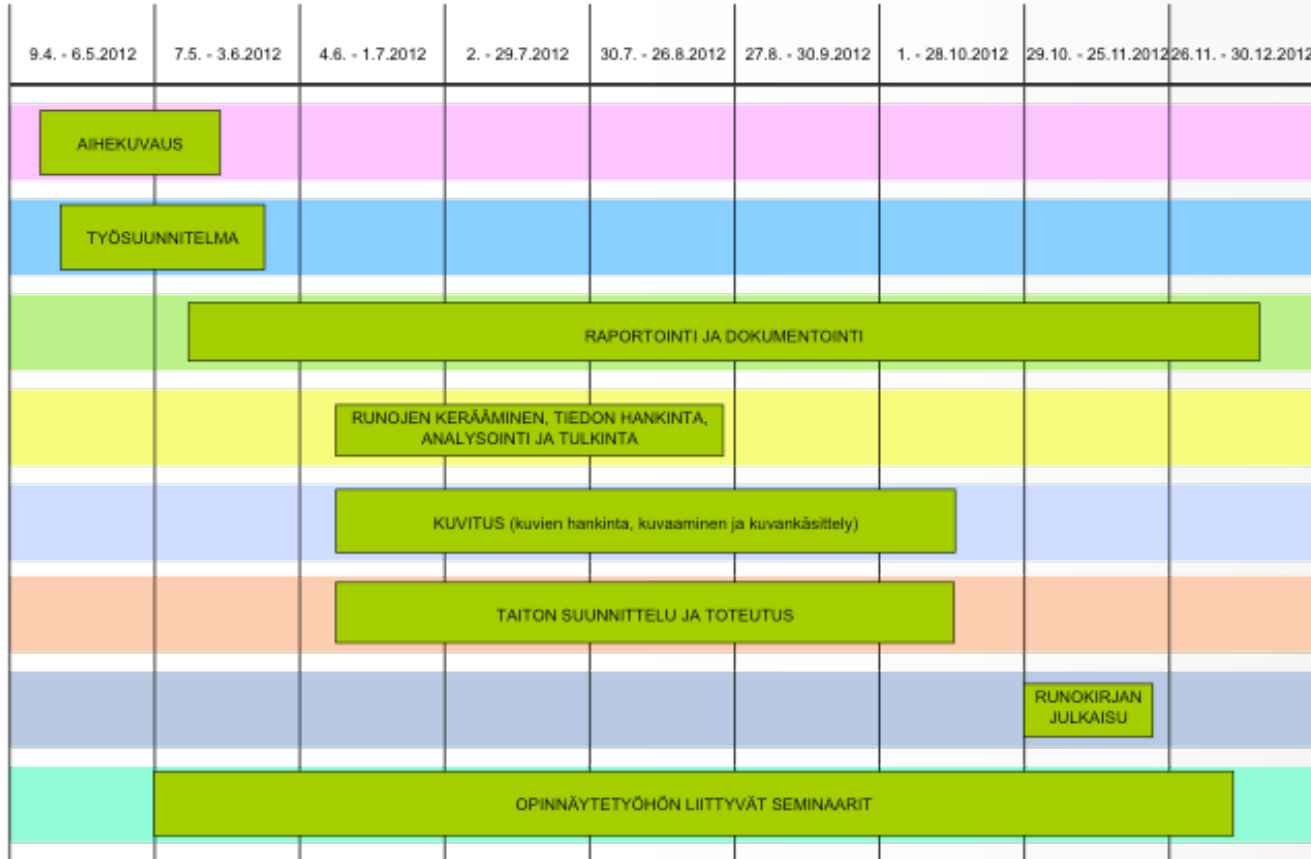 9.4. - 6.5.2012
7.5. - 3.6.2012
4.6. - 1.7.2012
2. - 29.7.2012
30.7. - 26.8.2012
27.8. - 30.9.2012
1. - 28.10.2012
29.10. - 25.11.2012
26.11. - 30.12.2012
AIHEKUVAUS
TYÖSUUNNITELMA
RAPORTOINTI JA DOKUMENTOINTI
RUNOJEN KERÄÄMINEN, TIEDON HANKINTA,
ANALYSOINTI JA TULKINTA
KUVITUS (kuvien hankinta, kuvaaminen ja kuvankäsittely)
TAITON SUUNNITTELU JA TOTEUTUS
RUNOKIRJAN
JULKAISU
OPINNÄYTETYÖHÖN LIITTYVÄT SEMINAARIT